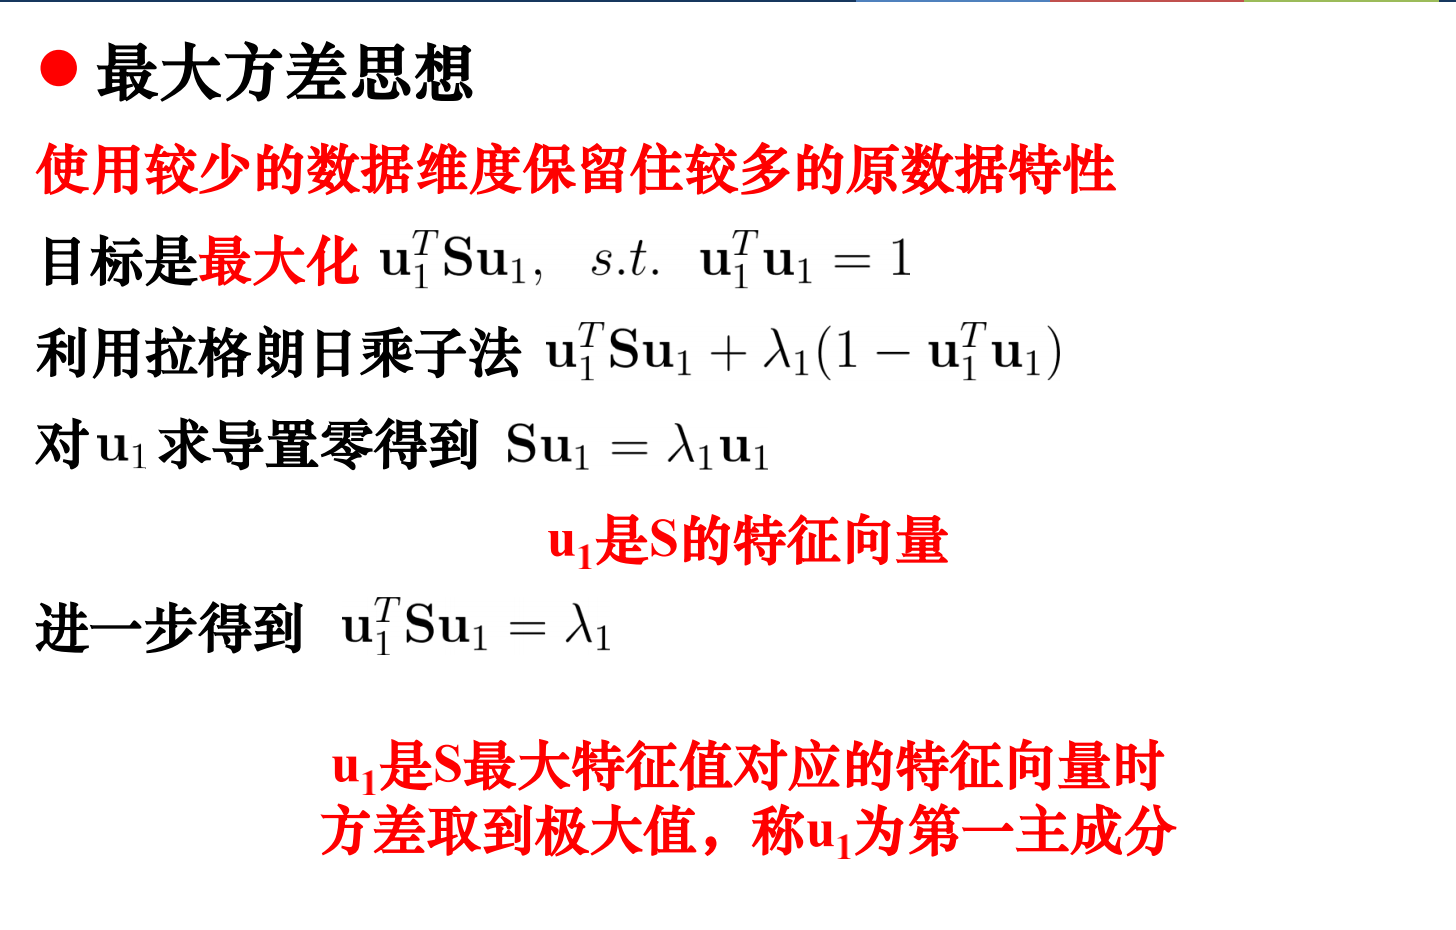 ● 最大方差思想
使用较少的数据维度保留住较多的原数据特性
目标是最大化 $\mathbf{u}_1^T\mathbf{S}\mathbf{u}_1, \quad s.t. \quad \mathbf{u}_1^T\mathbf{u}_1 = 1$
利用拉格朗日乘子法 $\mathbf{u}_1^T\mathbf{S}\mathbf{u}_1 + \lambda_1(1 - \mathbf{u}_1^T\mathbf{u}_1)$
对 $\mathbf{u}_1$ 求导置零得到 $\mathbf{S}\mathbf{u}_1 = \lambda_1\mathbf{u}_1$
u₁是S的特征向量
进一步得到 $\mathbf{u}_1^T\mathbf{S}\mathbf{u}_1 = \lambda_1$
u₁是S最大特征值对应的特征向量时
方差取到极大值，称u₁为第一主成分